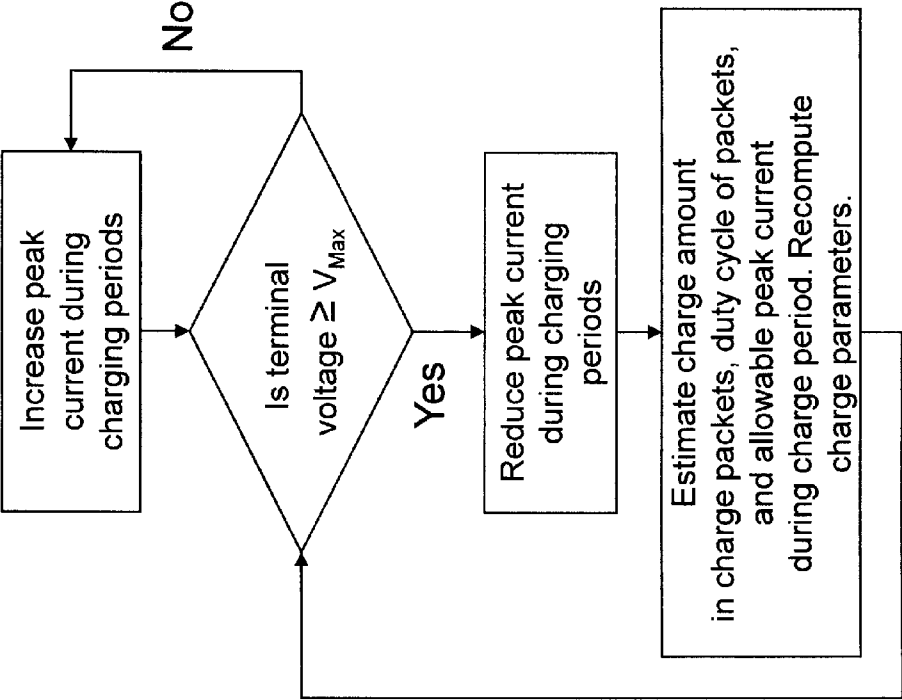 Increase peak
current during
charging periods
No
Is terminal
voltage ≥ VMax
Yes
Reduce peak current
during charging
periods
Estimate charge amount
in charge packets, duty cycle of packets,
and allowable peak current
during charge period. Recompute
charge parameters.